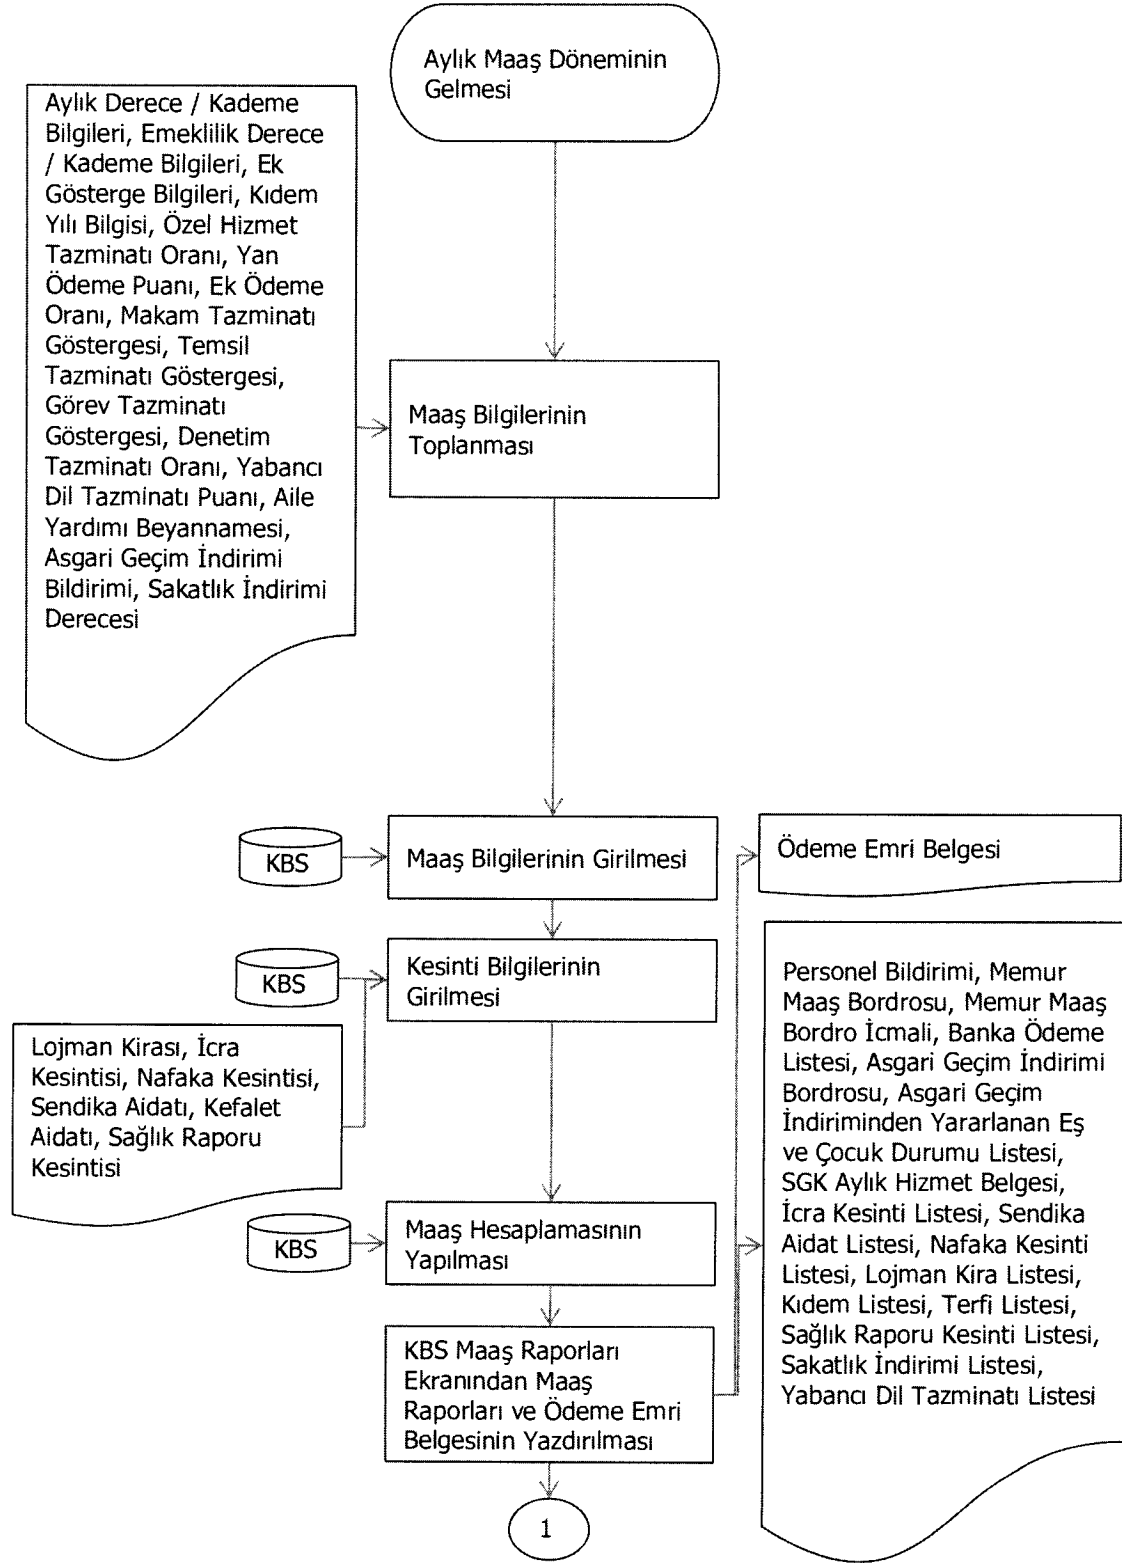 Aylık Maaş Döneminin
Gelmesi
Aylık Derece / Kademe
Bilgileri, Emeklilik Derece
/ Kademe Bilgileri, Ek
Gösterge Bilgileri, Kıdem
Yılı Bilgisi, Özel Hizmet
Tazminatı Oranı, Yan
Ödeme Puanı, Ek Ödeme
Oranı, Makam Tazminatı
Göstergesi, Temsil
Tazminatı Göstergesi,
Görev Tazminatı
Göstergesi, Denetim
Tazminatı Oranı, Yabancı
Dil Tazminatı Puanı, Aile
Yardımı Beyannamesi,
Asgari Geçim İndirimi
Bildirimi, Sakatlık İndirimi
Derecesi
Maaş Bilgilerinin
Toplanması
KBS
Maaş Bilgilerinin Girilmesi
Ödeme Emri Belgesi
KBS
Kesinti Bilgilerinin
Girilmesi
Lojman Kirası, İcra
Kesintisi, Nafaka Kesintisi,
Sendika Aidatı, Kefalet
Aidatı, Sağlık Raporu
Kesintisi
KBS
Maaş Hesaplamasının
Yapılması
KBS Maaş Raporları
Ekranından Maaş
Raporları ve Ödeme Emri
Belgesinin Yazdırılması
Personel Bildirimi, Memur
Maaş Bordrosu, Memur Maaş
Bordro İcmali, Banka Ödeme
Listesi, Asgari Geçim İndirimi
Bordrosu, Asgari Geçim
İndiriminden Yararlanan Eş
ve Çocuk Durumu Listesi,
SGK Aylık Hizmet Belgesi,
İcra Kesinti Listesi, Sendika
Aidat Listesi, Nafaka Kesinti
Listesi, Lojman Kira Listesi,
Kıdem Listesi, Terfi Listesi,
Sağlık Raporu Kesinti Listesi,
Sakatlık İndirimi Listesi,
Yabancı Dil Tazminatı Listesi
1